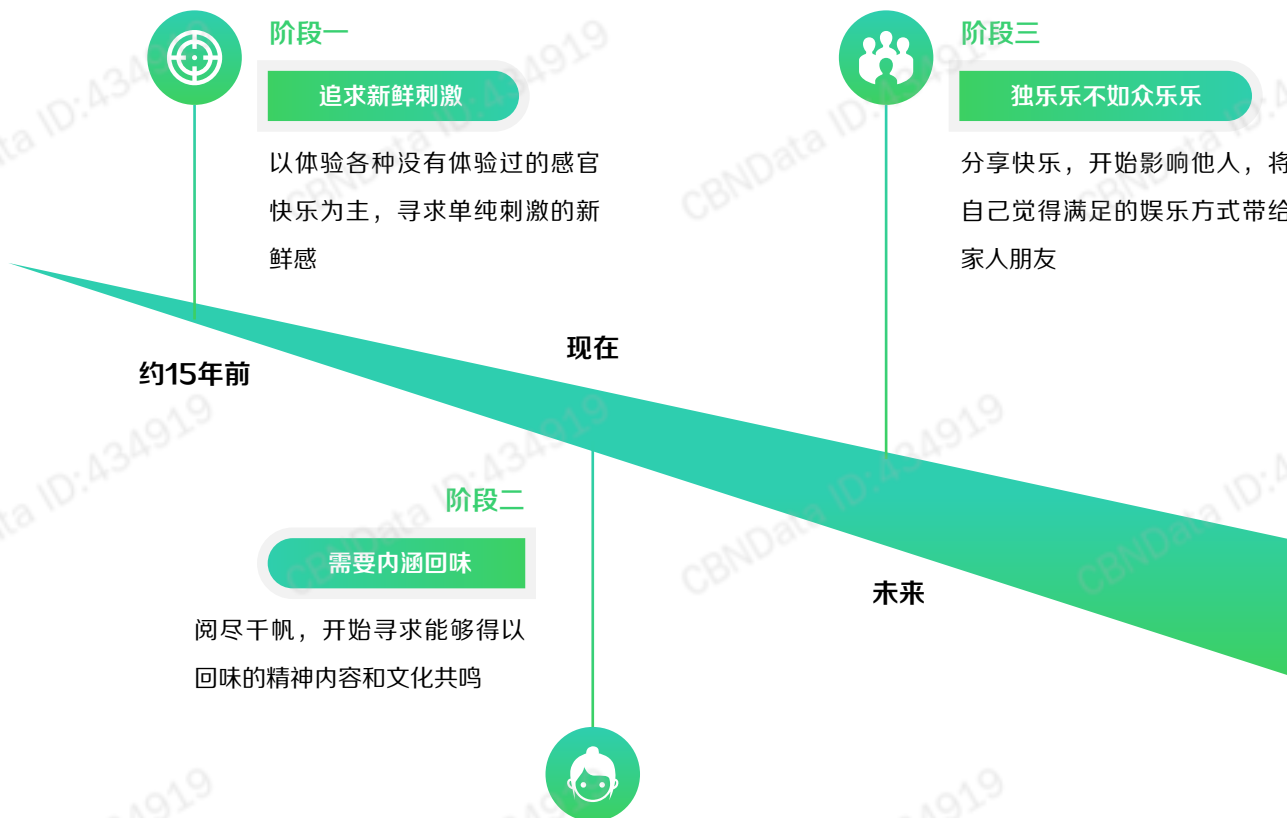 阶段一
追求新鲜刺激
以体验各种没有体验过的感官
快乐为主，寻求单纯刺激的新
鲜感
约15年前
现在
阶段二
需要内涵回味
阅尽千帆，开始寻求能够得以
回味的精神内容和文化共鸣
阶段三
独乐乐不如众乐乐
分享快乐，开始影响他人，将
自己觉得满足的娱乐方式带给
家人朋友
未来
CBNData ID:434919